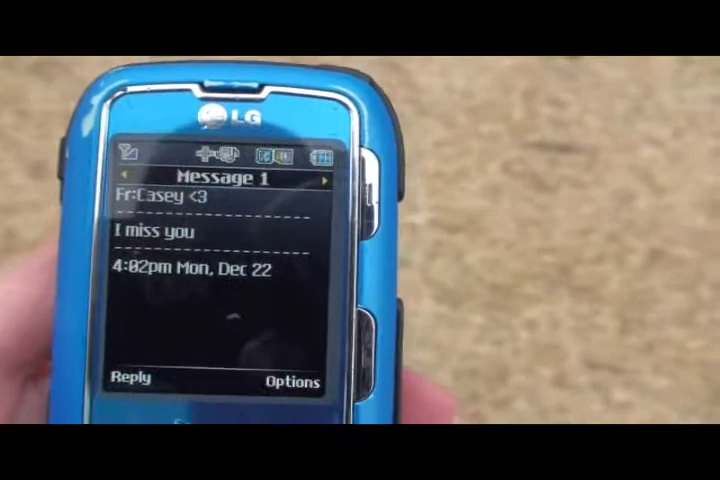 LG
Message 1
Fr:Casey <3
I miss you
4:02pm Mon, Dec 22
Reply Options